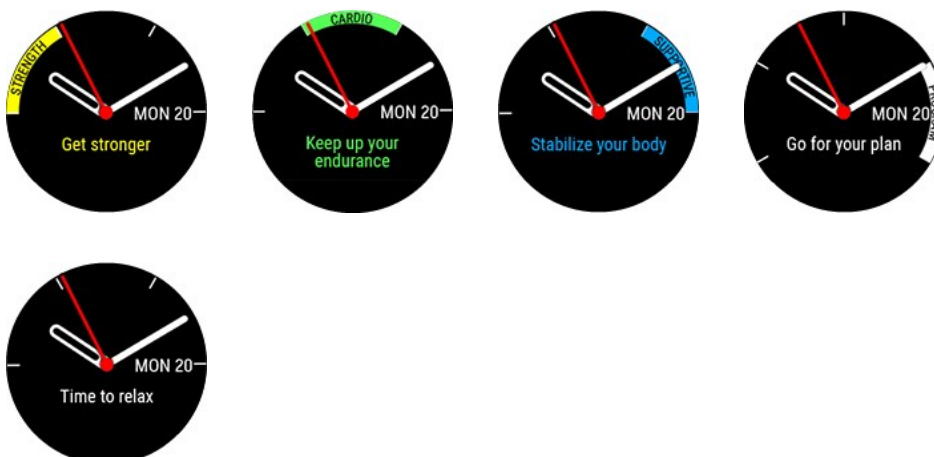 STRENGTH
MON 20
Get stronger
CARDIO
MON 20
Keep up your
endurance
SUPPORTIVE
MON 20
Stabilize your body
MON 20
Go for your plan
MON 20
Time to relax